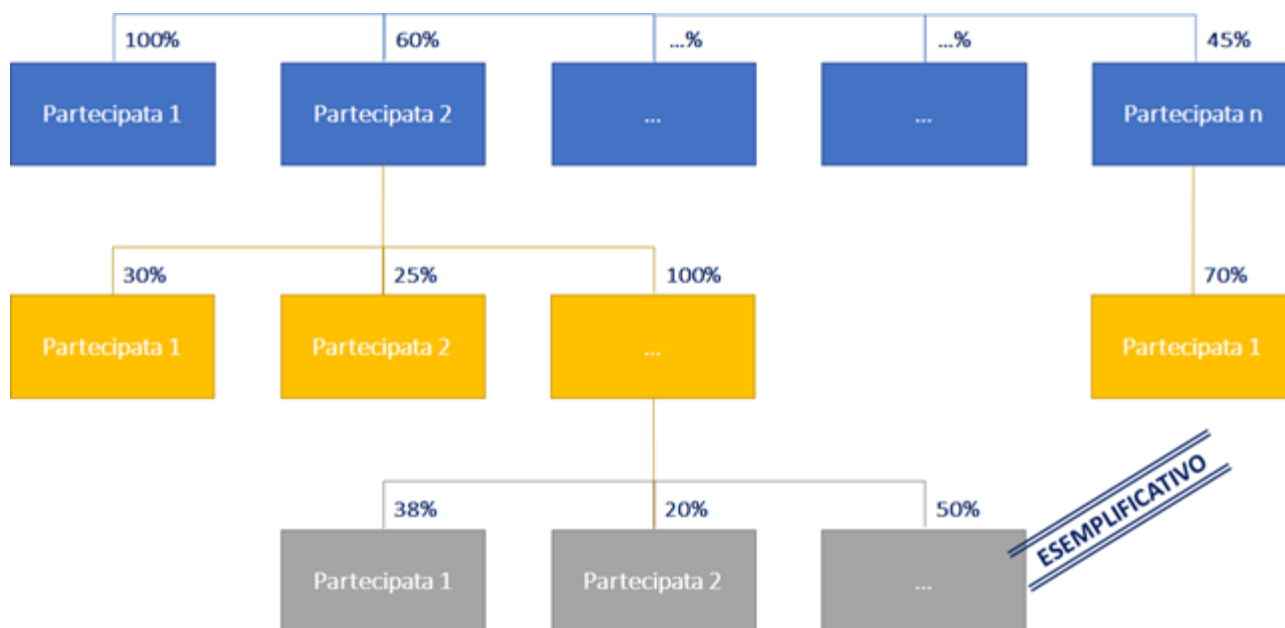 100% 60% ...% ...% 45%
Partecipata 1 Partecipata 2 ... ... Partecipata n
30% 25% 100% 70%
Partecipata 1 Partecipata 2 ... Partecipata 1
38% 20% 50%
Partecipata 1 Partecipata 2 ...
ESEMPLIFICATIVO